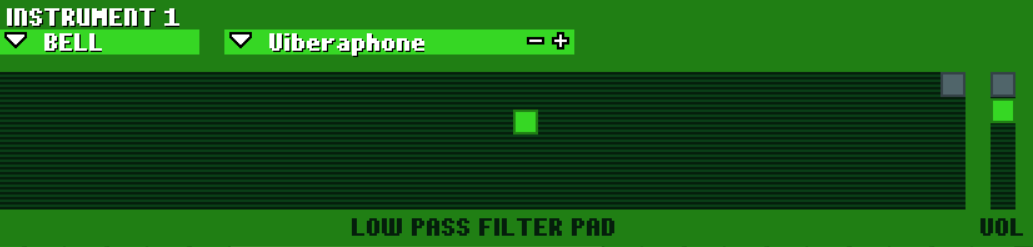 INSTRUMENT 1
BELL
Viberaphone
- +
LOW PASS FILTER PAD
VOL